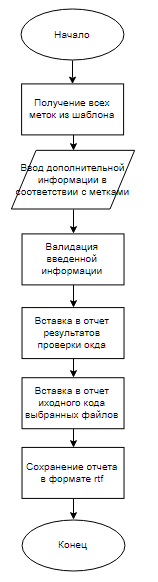 Начало
Получение всех
меток из шаблона
Ввод дополнительной
информации в
соответствии с метками
Валидация
введенной
информации
Вставка в отчет
результатов
проверки окда
Вставка в отчет
иходного кода
выбранных файлов
Сохранение отчета
в формате rtf
Конец